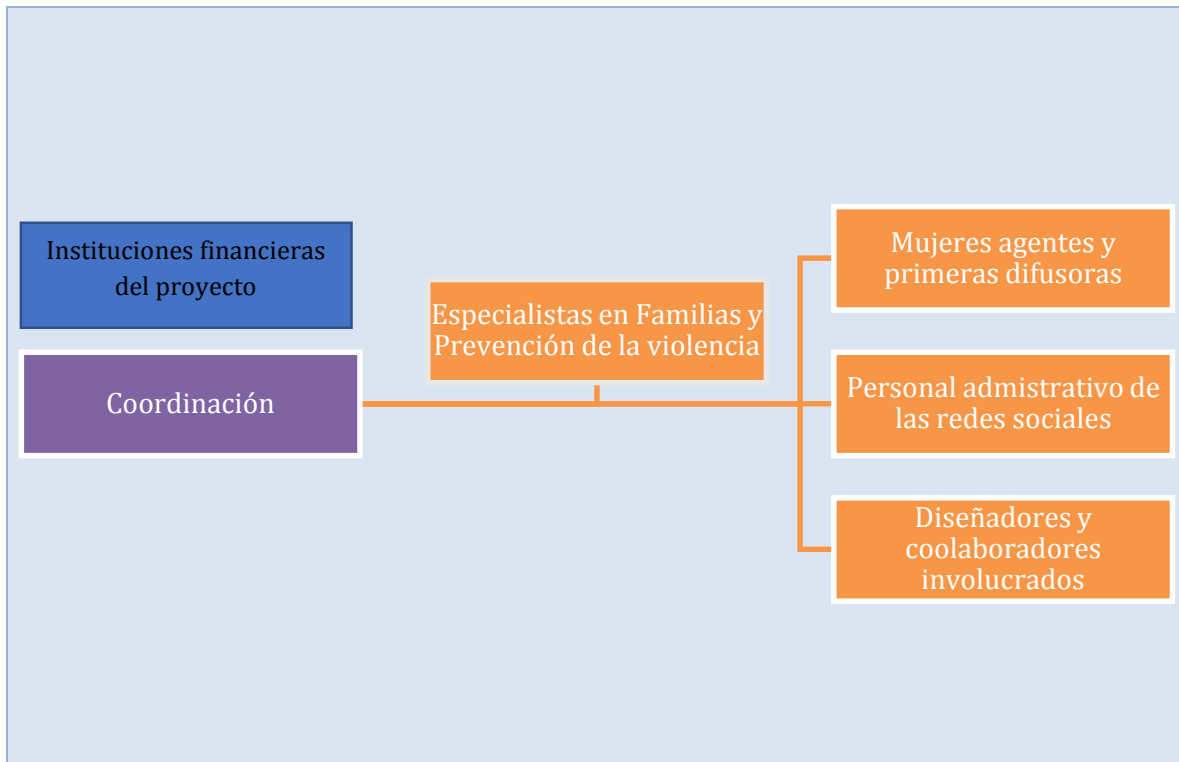 Instituciones financieras
del proyecto
Coordinación
Especialistas en Familias y
Prevención de la violencia
Mujeres agentes y
primeras difusoras
Personal admistrativo de
las redes sociales
Diseñadores y
coolaboradores
involucrados